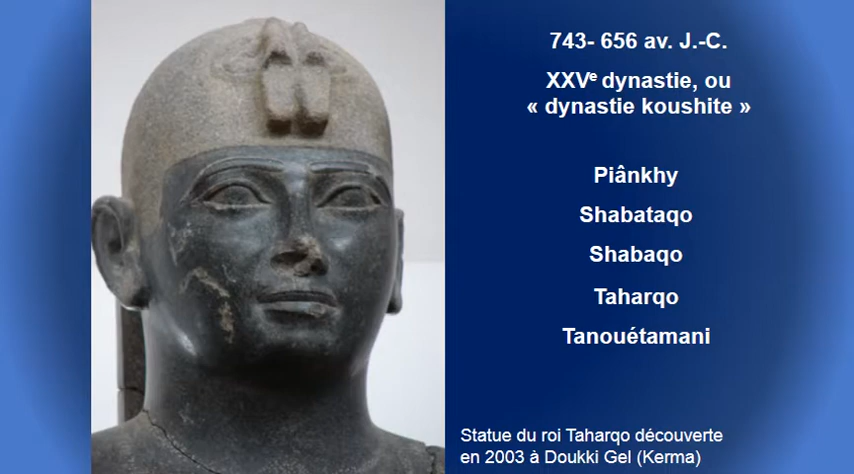 743- 656 av. J.-C.
XXVe dynastie, ou
« dynastie koushite »
Piânkhy
Shabataqo
Shabaqo
Taharqo
Tanouétamani
Statue du roi Taharqo découverte
en 2003 à Doukki Gel (Kerma)